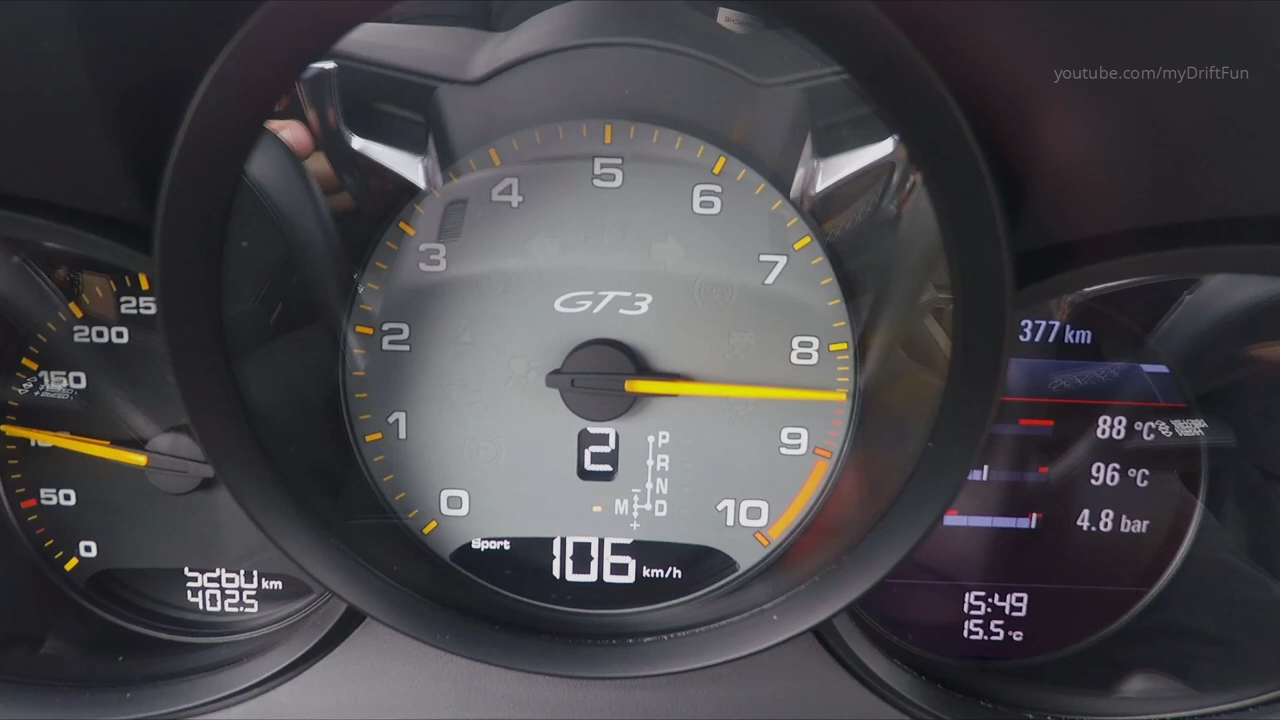 youtube.com/myDriftFun
0
1
2
3
4
5
6
7
8
9
10
GT3
2
P
R
N
M D
-
+
Sport
106 km/h
25
200
150
50
0
5260 km
402.5
377 km
88 °C
96 °C
4.8 bar
15:49
15.5 °C